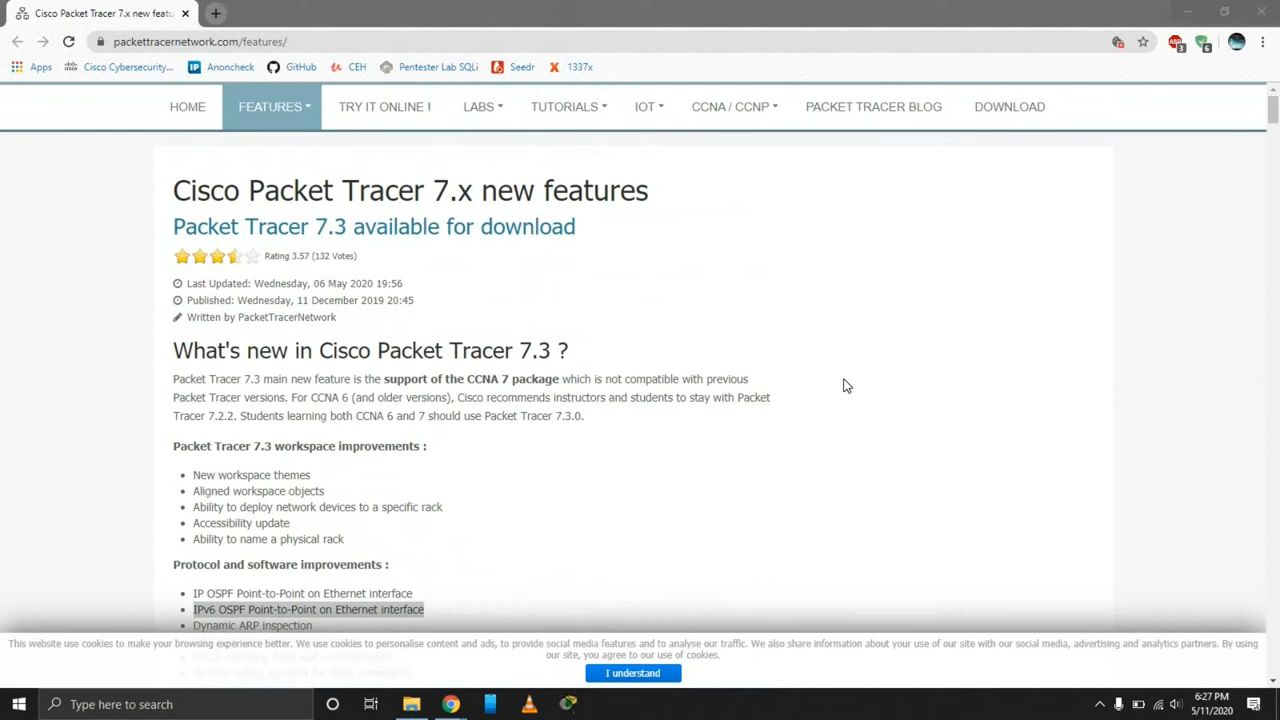 Cisco Packet Tracer 7.x new featu
packettracernetwork.com/features/
ABP 3 6
Apps Cisco Cybersecurity... IP Anoncheck GitHub CEH Pentester Lab SQLi Seedr X 1337x
HOME FEATURES TRY IT ONLINE ! LABS TUTORIALS IOT CCNA / CCNP PACKET TRACER BLOG DOWNLOAD
Cisco Packet Tracer 7.x new features
Packet Tracer 7.3 available for download
Rating 3.57 (132 Votes)
Last Updated: Wednesday, 06 May 2020 19:56
Published: Wednesday, 11 December 2019 20:45
Written by PacketTracerNetwork
What's new in Cisco Packet Tracer 7.3 ?
Packet Tracer 7.3 main new feature is the support of the CCNA 7 package which is not compatible with previous
Packet Tracer versions. For CCNA 6 (and older versions), Cisco recommends instructors and students to stay with Packet
Tracer 7.2.2. Students learning both CCNA 6 and 7 should use Packet Tracer 7.3.0.
Packet Tracer 7.3 workspace improvements :
New workspace themes
Aligned workspace objects
Ability to deploy network devices to a specific rack
Accessibility update
Ability to name a physical rack
Protocol and software improvements :
IP OSPF Point-to-Point on Ethernet interface
IPv6 OSPF Point-to-Point on Ethernet interface
Dynamic ARP inspection
This website use cookies to make your browsing experience better. We use cookies to personalise content and ads, to provide social media features and to analyse our traffic. We also share information about your use of our site with our social media, advertising and analytics partners. By using
our site, you agree to our use of cookies.
I understand
Type here to search
6:27 PM
5/11/2020